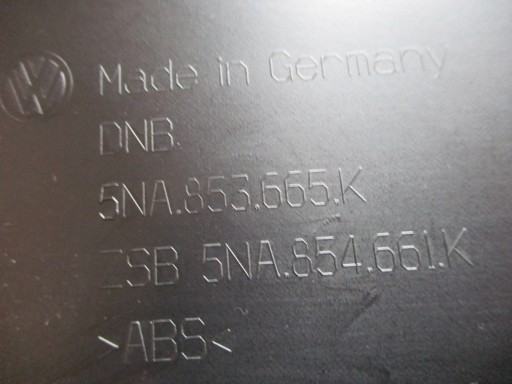 Made in Germany
DNB
5NA.853.665.K
ZSB 5NA.854.661.K
>ABS<